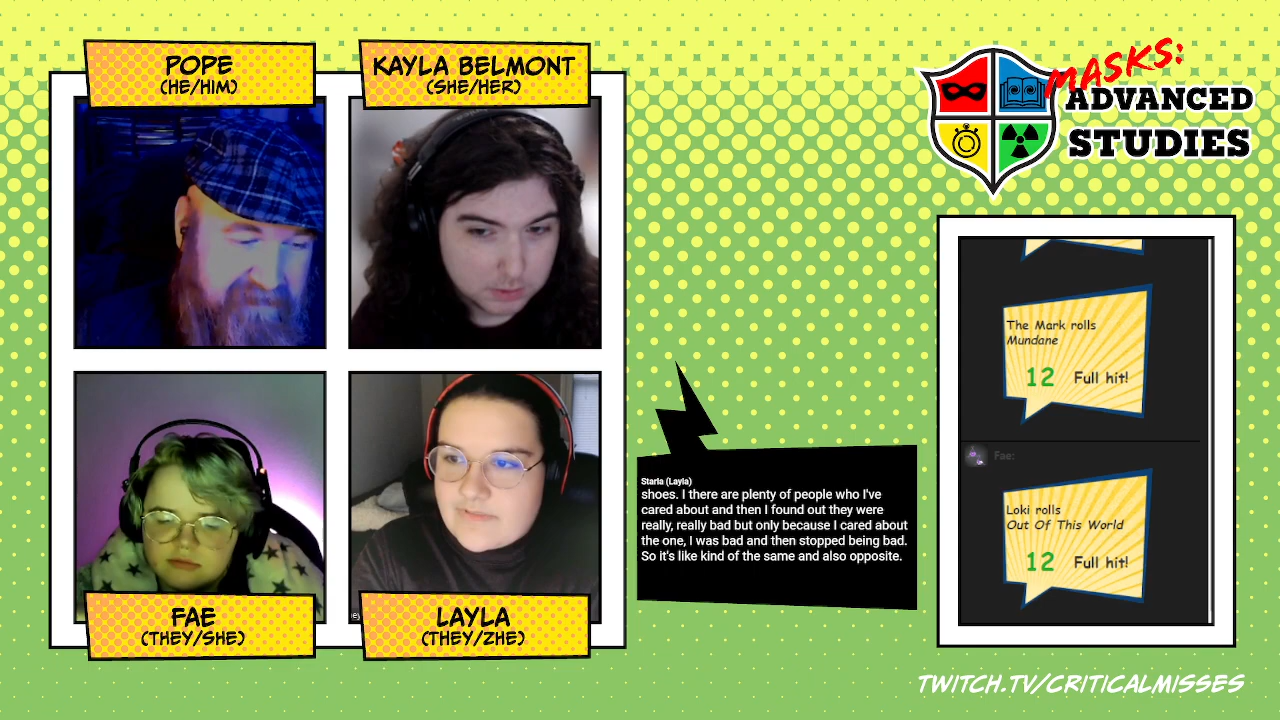 POPE
(HE/HIM)
KAYLA BELMONT
(SHE/HER)
MASKS:
ADVANCED
STUDIES
FAE
(THEY/SHE)
LAYLA
(THEY/ZHE)
Starla (Layla)
shoes. I there are plenty of people who I've
cared about and then I found out they were
really, really bad but only because I cared about
the one, I was bad and then stopped being bad.
So it's like kind of the same and also opposite.
The Mark rolls
Mundane
12 Full hit!
Fae:
Loki rolls
Out Of This World
12 Full hit!
TWITCH.TV/CRITICALMISSES